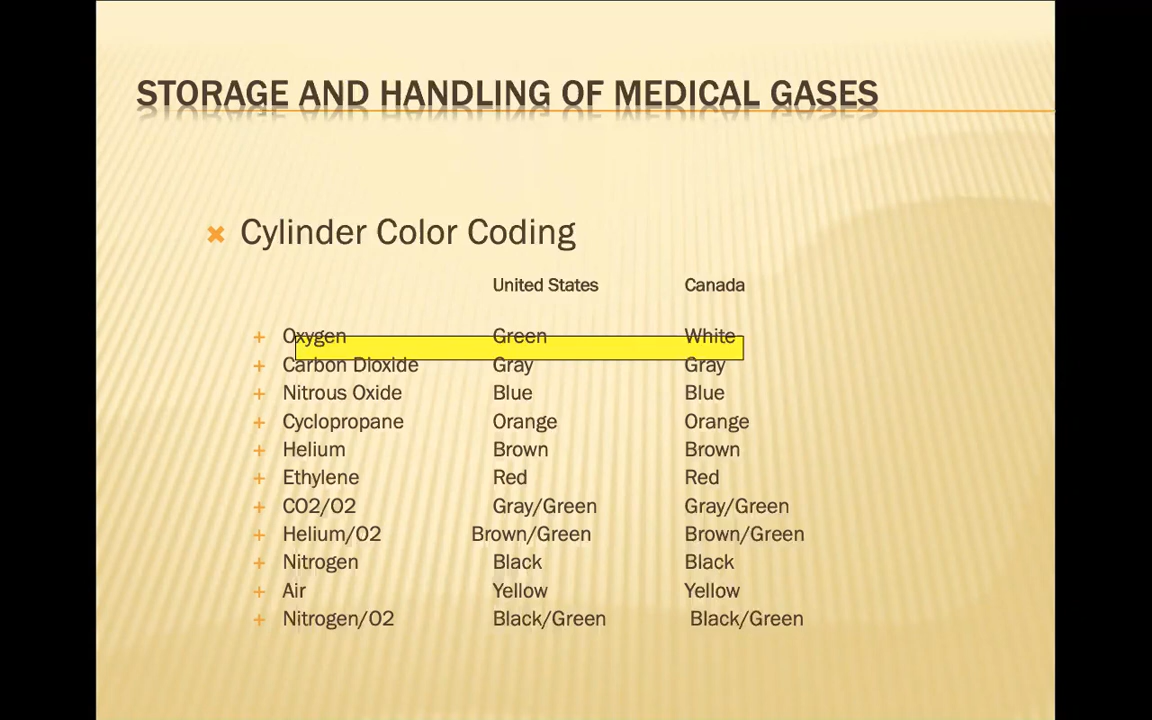 STORAGE AND HANDLING OF MEDICAL GASES
Cylinder Color Coding
United States Canada
Oxygen Green White
Carbon Dioxide Gray Gray
Nitrous Oxide Blue Blue
Cyclopropane Orange Orange
Helium Brown Brown
Ethylene Red Red
CO2/O2 Gray/Green Gray/Green
Helium/O2 Brown/Green Brown/Green
Nitrogen Black Black
Air Yellow Yellow
Nitrogen/O2 Black/Green Black/Green